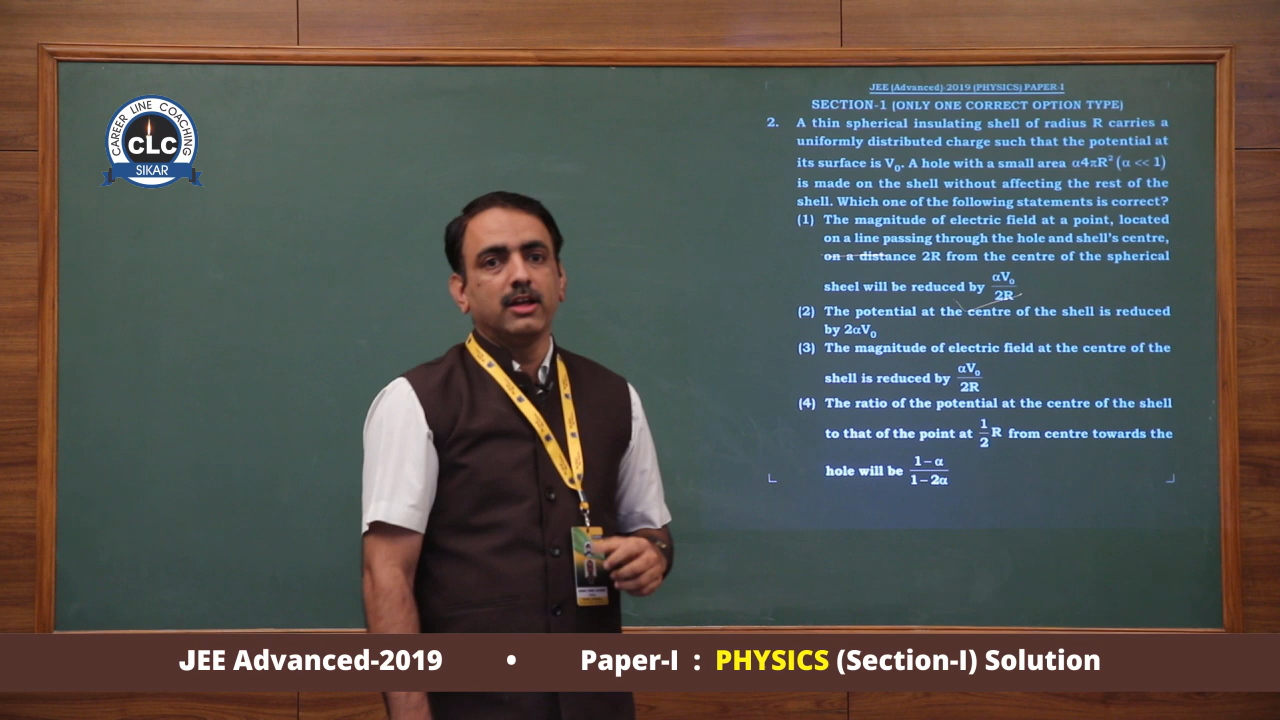 CAREER LINE COACHING
CLC
SIKAR
JEE (Advanced)-2019 (PHYSICS) PAPER-I
SECTION-1 (ONLY ONE CORRECT OPTION TYPE)
2. A thin spherical insulating shell of radius R carries a
uniformly distributed charge such that the potential at
its surface is V₀. A hole with a small area α4πR² (α << 1)
is made on the shell without affecting the rest of the
shell. Which one of the following statements is correct?
(1) The magnitude of electric field at a point, located
on a line passing through the hole and shell's centre,
on a distance 2R from the centre of the spherical
sheel will be reduced by αV₀/2R
(2) The potential at the centre of the shell is reduced
by 2αV₀
(3) The magnitude of electric field at the centre of the
shell is reduced by αV₀/2R
(4) The ratio of the potential at the centre of the shell
to that of the point at 1/2 R from centre towards the
hole will be 1-α/1-2α
JEE Advanced-2019 • Paper-I : PHYSICS (Section-I) Solution